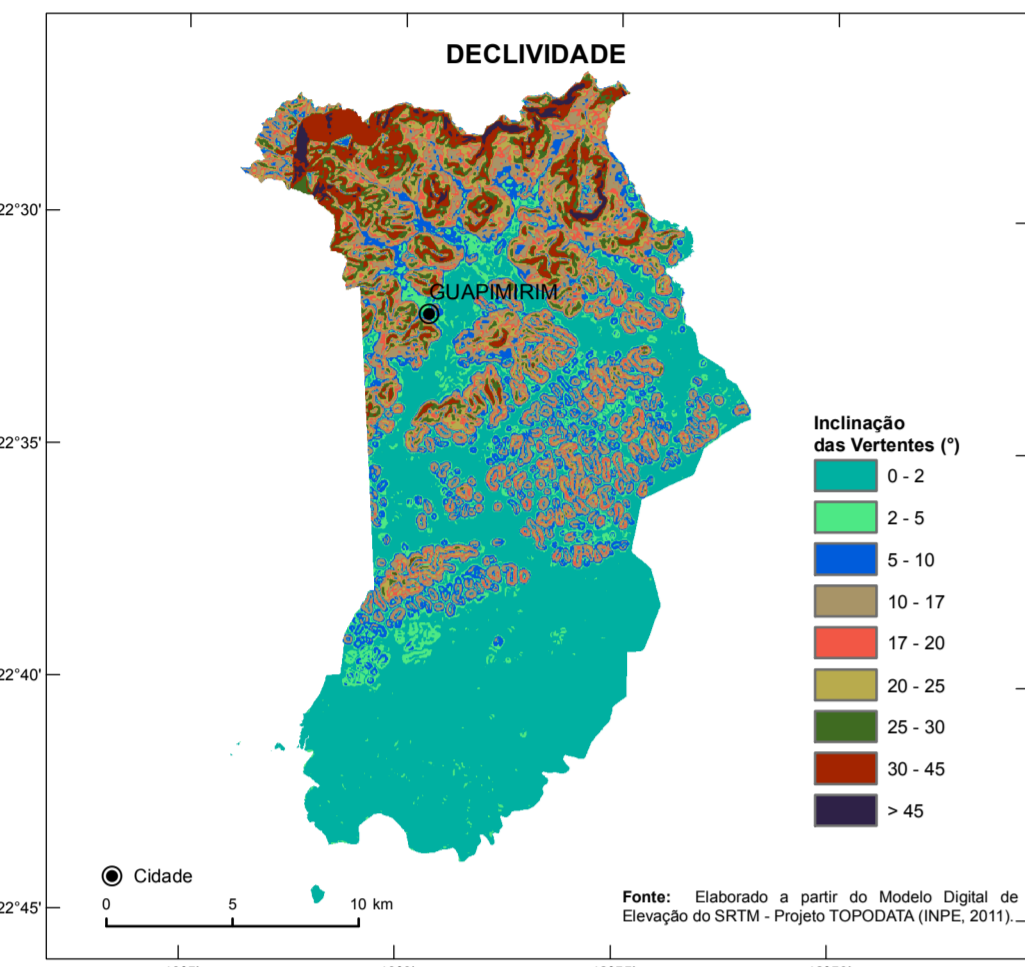 DECLIVIDADE
22°30'
GUAPIMIRIM
22°35'
Inclinação
das Vertentes (°)
0 - 2
2 - 5
5 - 10
10 - 17
17 - 20
20 - 25
25 - 30
30 - 45
> 45
22°40'
Cidade
0 5 10 km
Fonte: Elaborado a partir do Modelo Digital de
Elevação do SRTM - Projeto TOPODATA (INPE, 2011).
22°45'